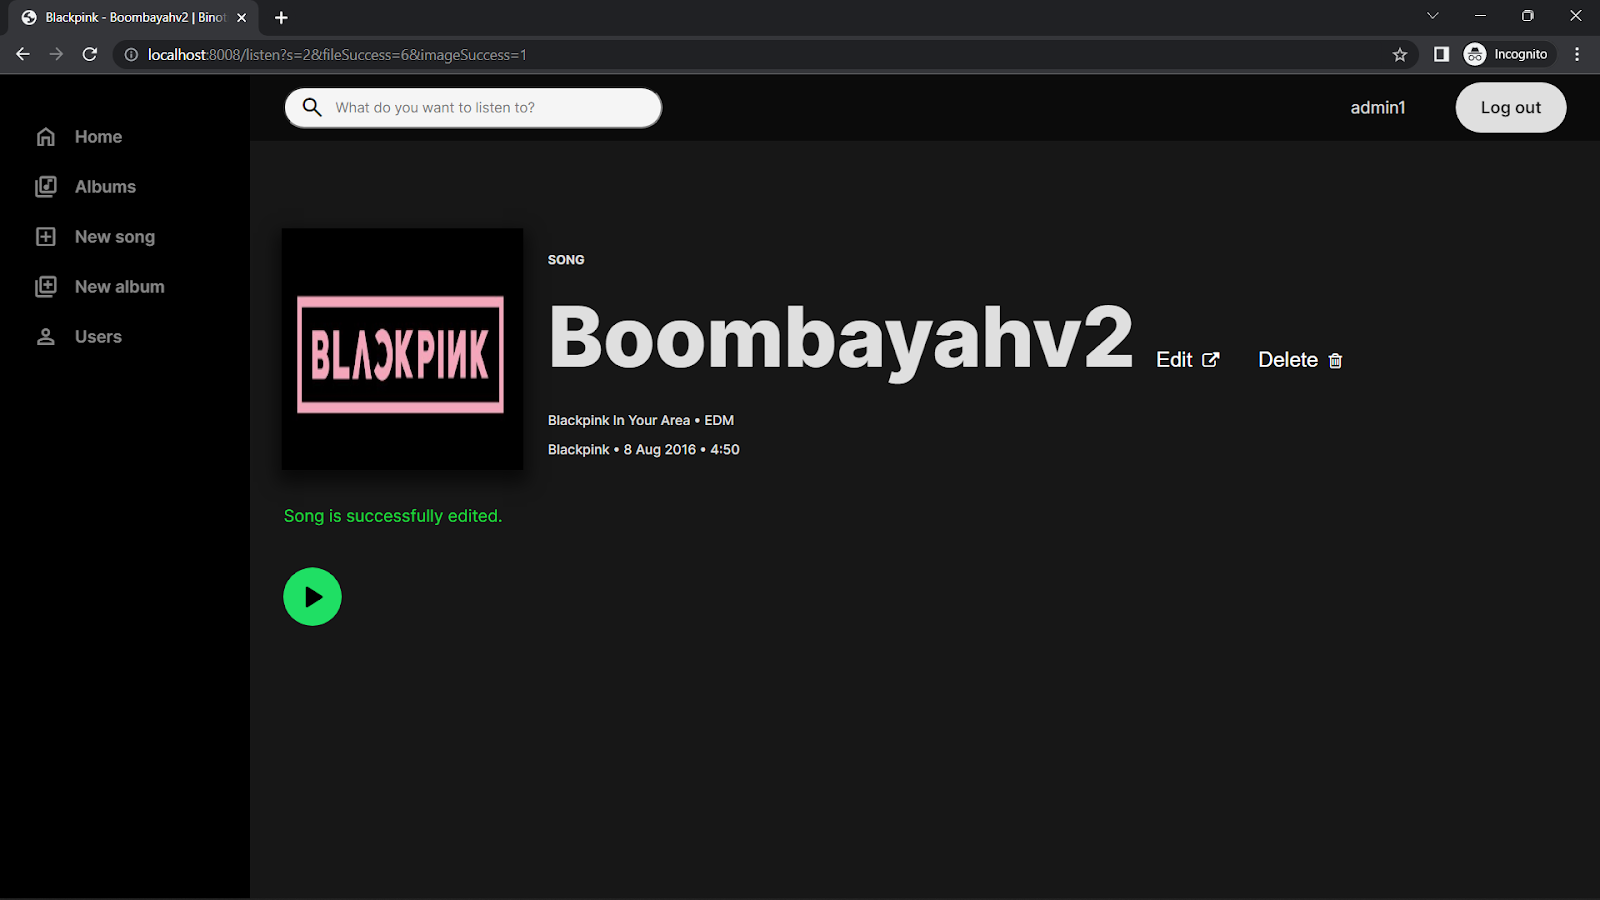 Blackpink - Boombayahv2 | Binot
localhost:8008/listen?s=2&fileSuccess=6&imageSuccess=1
Incognito
What do you want to listen to?
admin1
Log out
Home
Albums
New song
New album
Users
BLACKPINK
SONG
Boombayahv2
Edit
Delete
Blackpink In Your Area • EDM
Blackpink • 8 Aug 2016 • 4:50
Song is successfully edited.